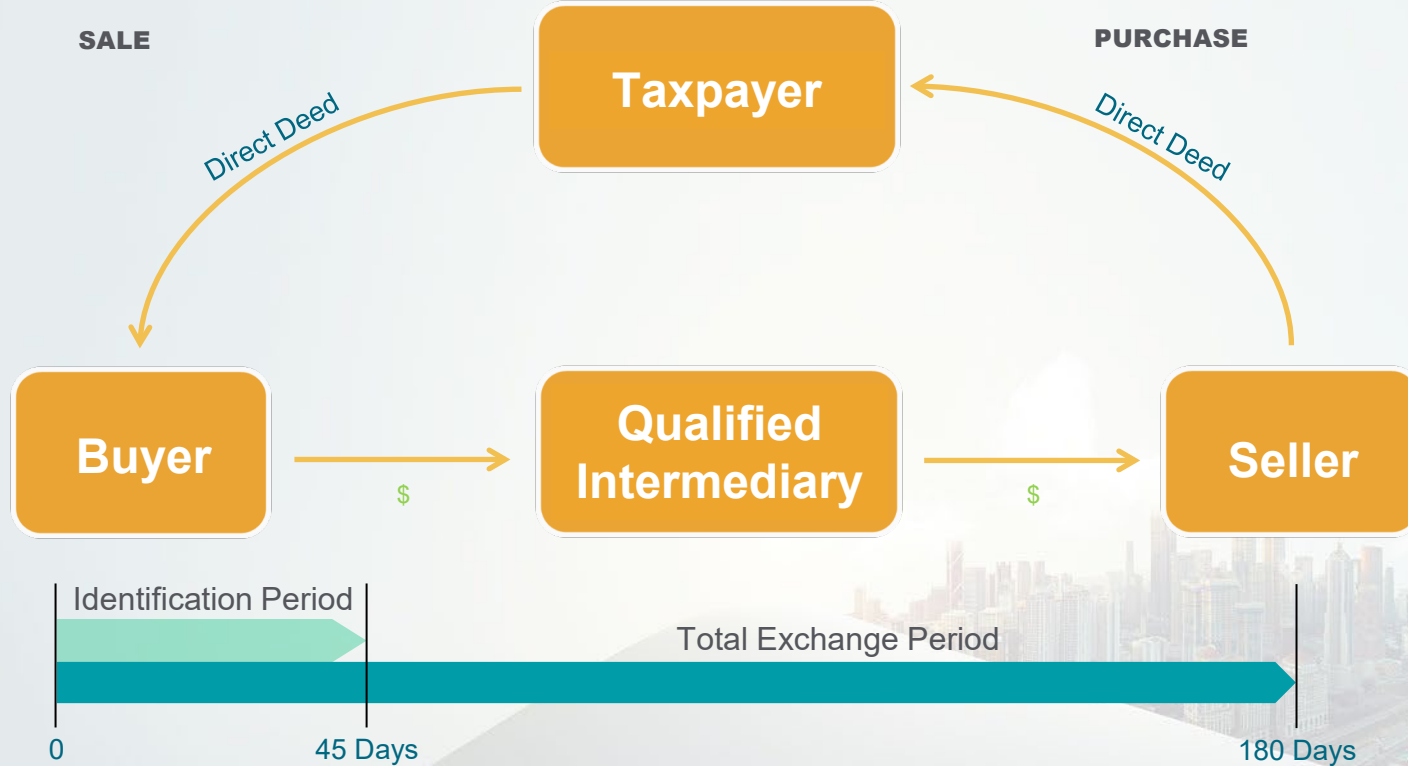 SALE
PURCHASE
Taxpayer
Direct Deed
Direct Deed
Buyer
$
Qualified
Intermediary
$
Seller
Identification Period
Total Exchange Period
0
45 Days
180 Days